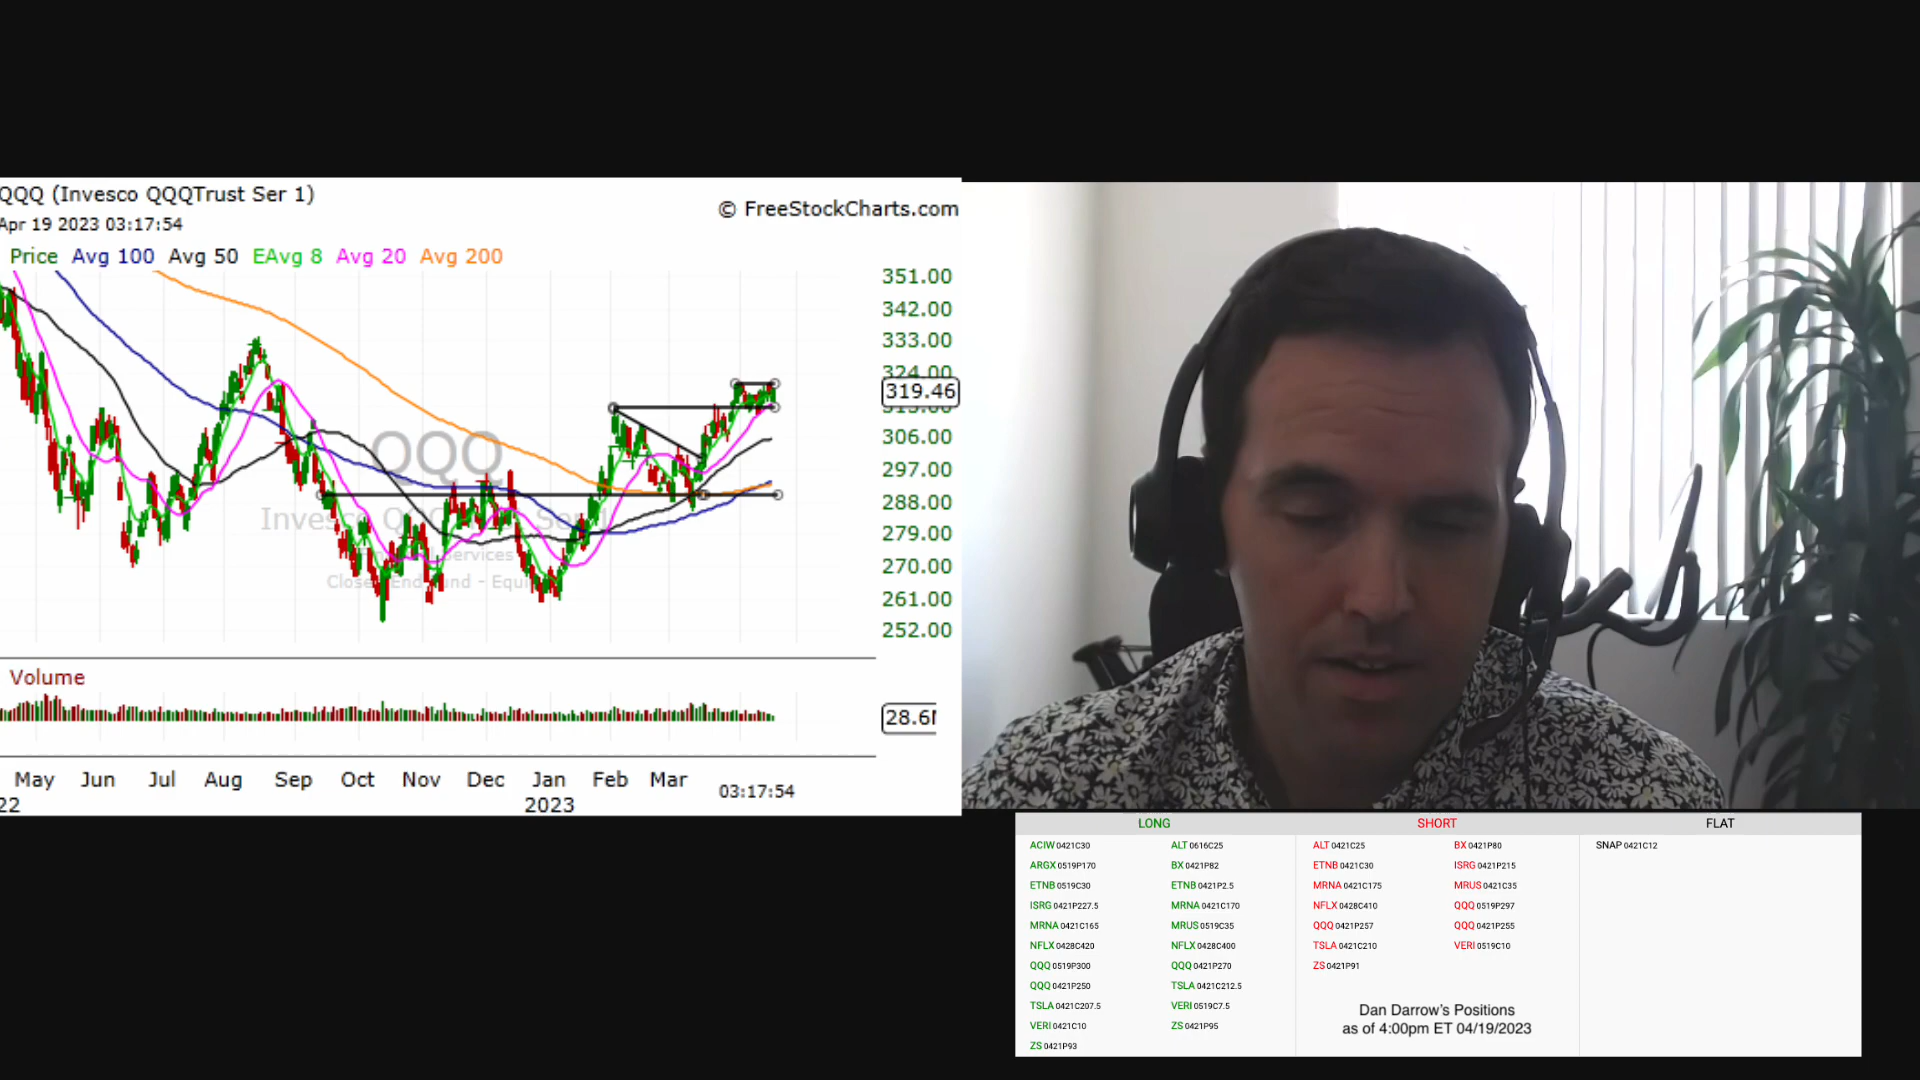 QQQ (Invesco QQQTrust Ser 1)
Apr 19 2023 03:17:54
© FreeStockCharts.com
Price Avg 100 Avg 50 EAvg 8 Avg 20 Avg 200
351.00
342.00
333.00
324.00
319.46
306.00
297.00
288.00
279.00
270.00
261.00
252.00
QQQ
Volume
28.6
May Jun Jul Aug Sep Oct Nov Dec Jan Feb Mar
22 2023
03:17:54
LONG SHORT FLAT
ACIW 0421C30 ALT 0616C25 ALT 0421C25 BX 0421P80 SNAP 0421C12
ARGX 0519P170 BX 0421P82 ETNB 0421C30 ISRG 0421P215
ETNB 0519C30 ETNB 0421P2.5 MRNA 0421C175 MRUS 0421C35
ISRG 0421P227.5 MRNA 0421C170 NFLX 0428C410 QQQ 0519P297
MRNA 0421C165 MRUS 0519C35 QQQ 0421P257 QQQ 0421P255
NFLX 0428C420 NFLX 0428C400 TSLA 0421C210 VERI 0519C10
QQQ 0519P300 QQQ 0421P270 ZS 0421P91
QQQ 0421P250 TSLA 0421C212.5
TSLA 0421C207.5 VERI 0519C7.5
VERI 0421C10 ZS 0421P95
ZS 0421P93
Dan Darrow's Positions
as of 4:00pm ET 04/19/2023